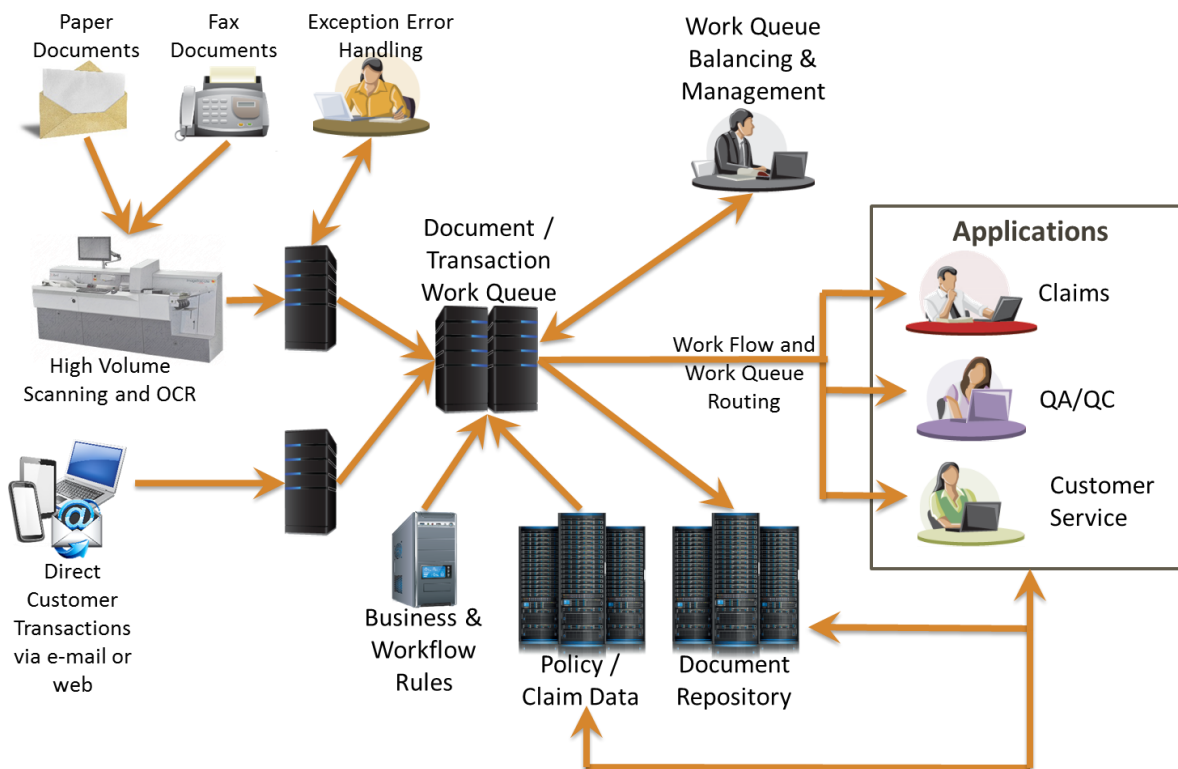 Paper
Documents
Fax
Documents
Exception Error
Handling
Work Queue
Balancing &
Management
Document /
Transaction
Work Queue
High Volume
Scanning and OCR
Work Flow and
Work Queue
Routing
Applications
Claims
QA/QC
Customer
Service
Direct
Customer
Transactions
via e-mail or
web
Business &
Workflow
Rules
Policy /
Claim Data
Document
Repository